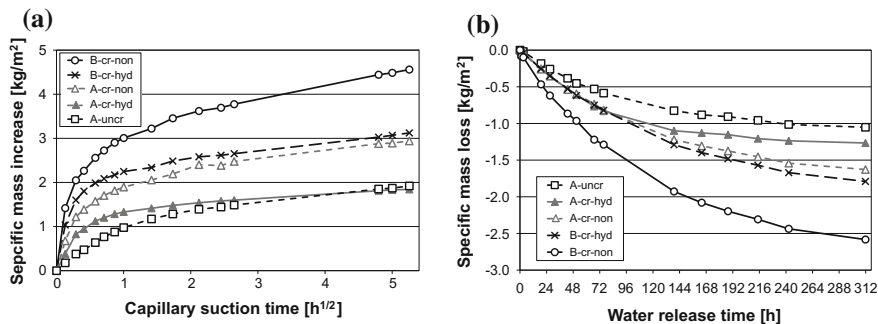 (a)
Sepcific mass increase [kg/m²]
5
4
3
2
1
0
B-cr-non
B-cr-hyd
A-cr-non
A-cr-hyd
A-uncr
0 1 2 3 4 5
Capillary suction time [h^1/2]
(b)
Specific mass loss [kg/m²]
0.0
-0.5
-1.0
-1.5
-2.0
-2.5
-3.0
A-uncr
A-cr-hyd
A-cr-non
B-cr-hyd
B-cr-non
0 24 48 72 96 120 144 168 192 216 240 264 288 312
Water release time [h]